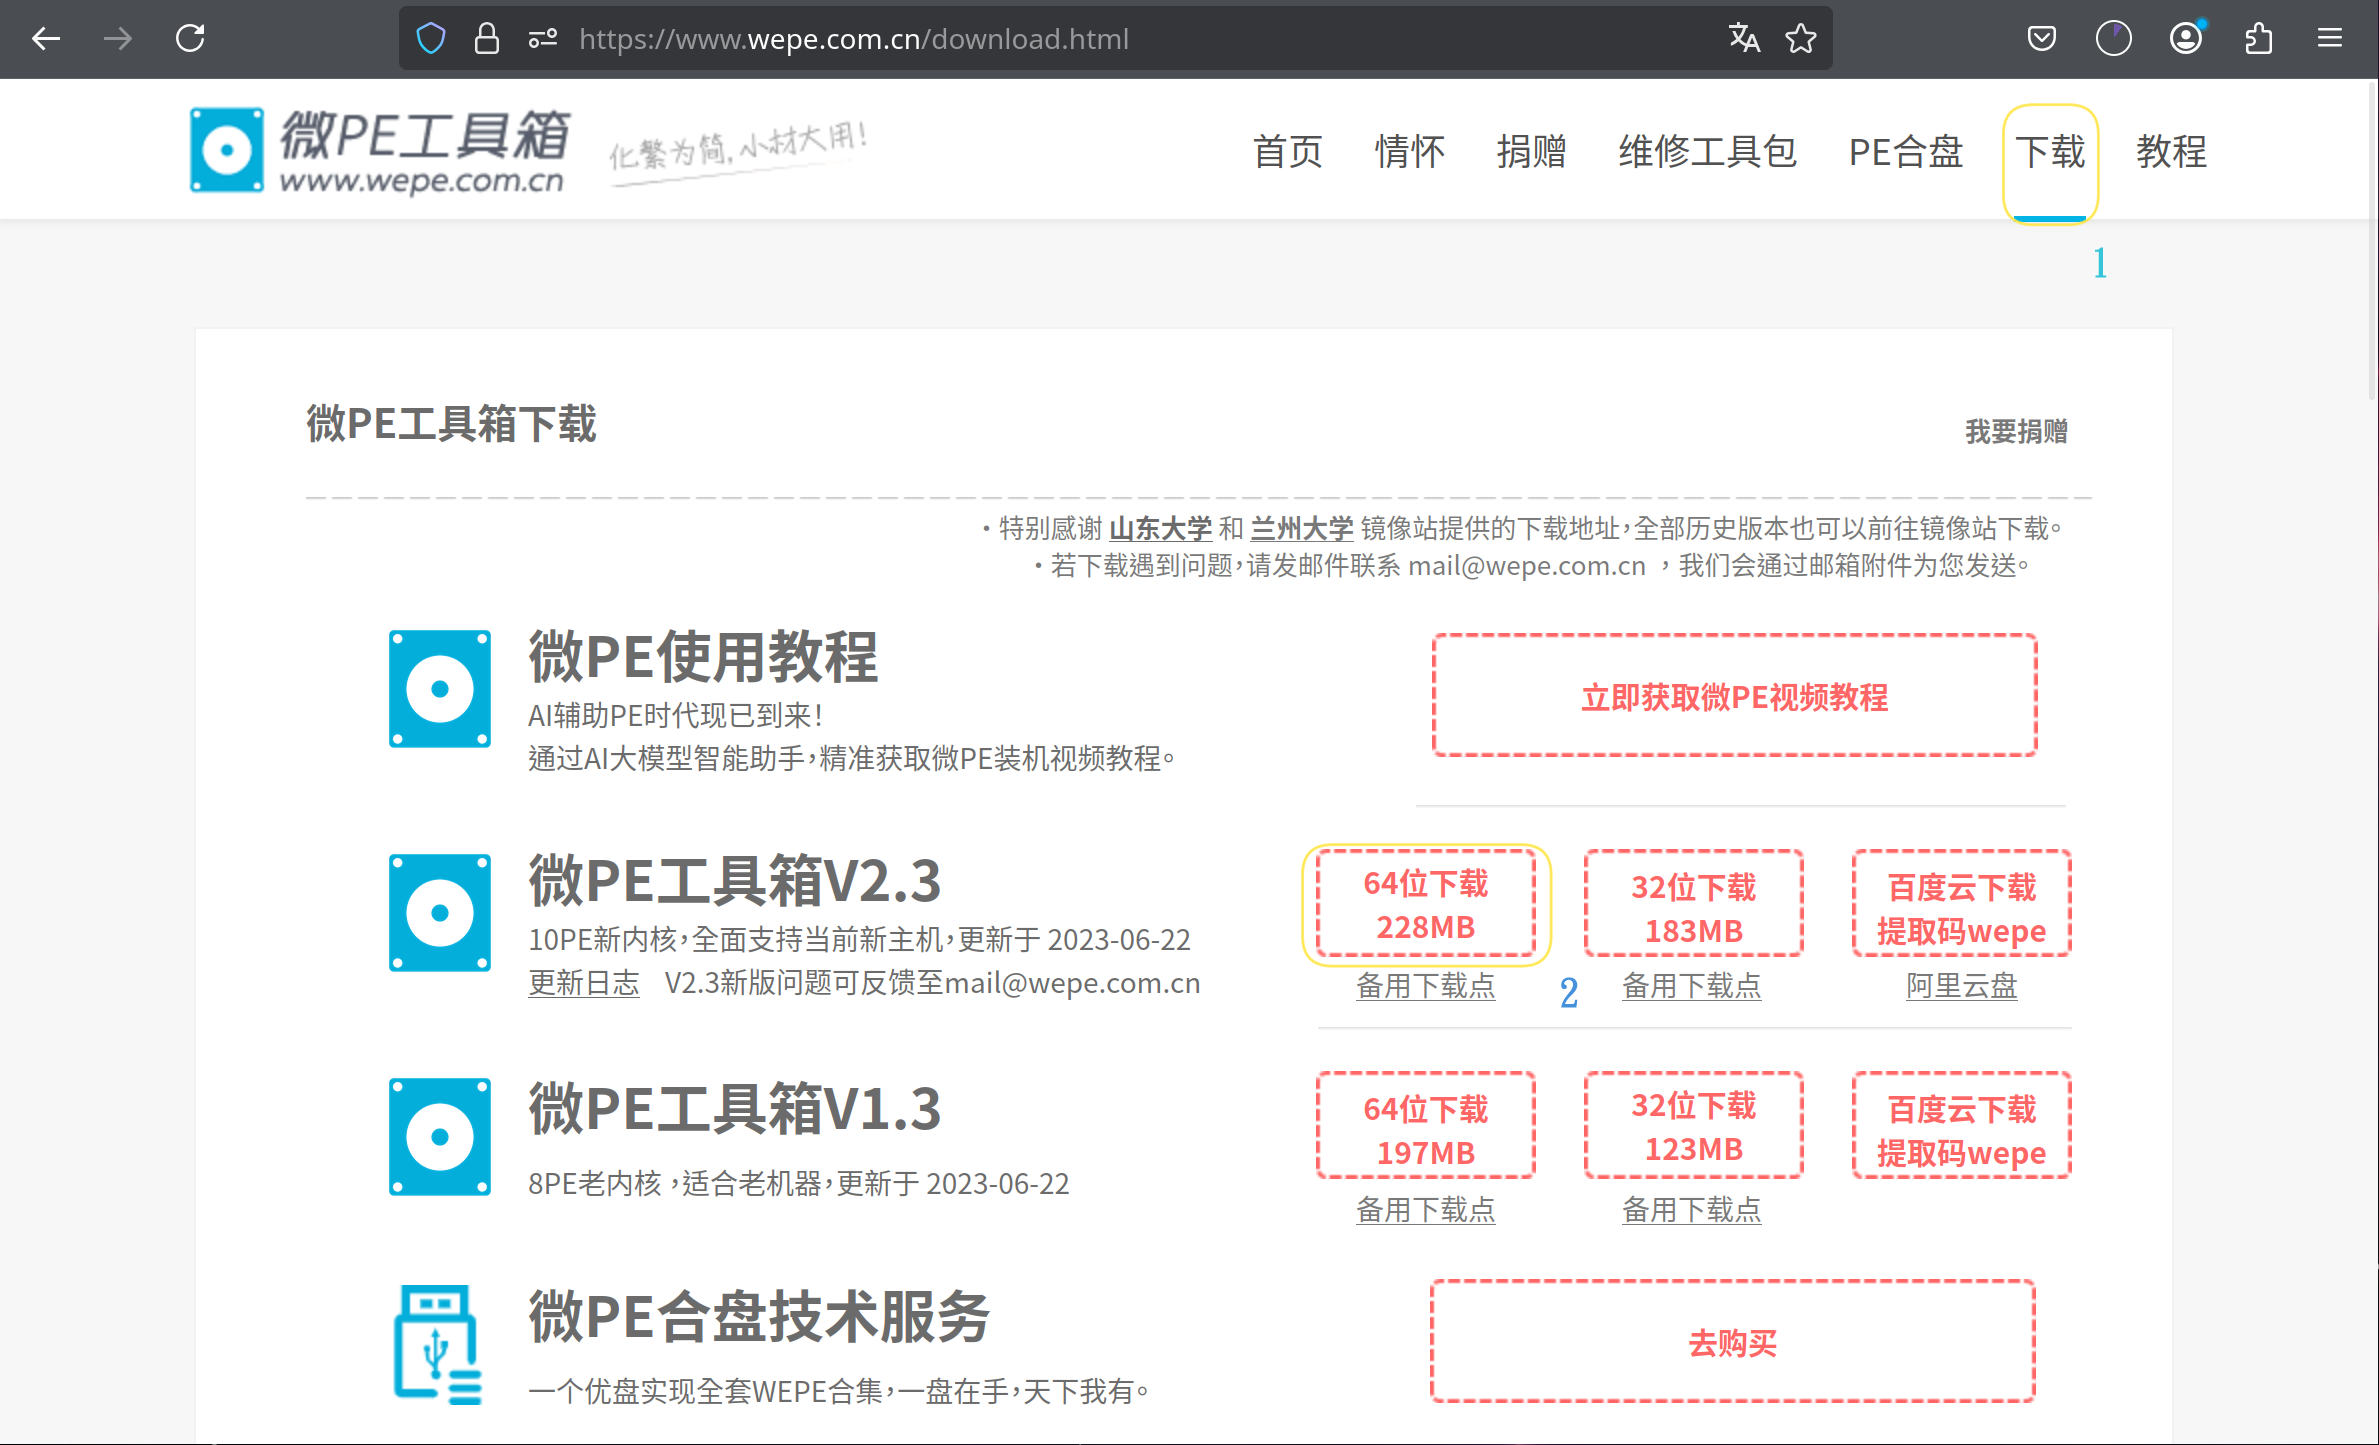 https://www.wepe.com.cn/download.html
微PE工具箱
www.wepe.com.cn
化繁为简,小材大用!
首页 情怀 捐赠 维修工具包 PE合盘 下载 教程
1
微PE工具箱下载
我要捐赠
·特别感谢 山东大学 和 兰州大学 镜像站提供的下载地址，全部历史版本也可以前往镜像站下载。
·若下载遇到问题，请发邮件联系 mail@wepe.com.cn ，我们会通过邮箱附件为您发送。
微PE使用教程
AI辅助PE时代现已到来！
通过AI大模型智能助手，精准获取微PE装机视频教程。
立即获取微PE视频教程
微PE工具箱V2.3
10PE新内核，全面支持当前新主机，更新于 2023-06-22
更新日志 V2.3新版问题可反馈至mail@wepe.com.cn
64位下载
228MB
备用下载点
2
32位下载
183MB
备用下载点
百度云下载
提取码wepe
阿里云盘
微PE工具箱V1.3
8PE老内核 ，适合老机器，更新于 2023-06-22
64位下载
197MB
备用下载点
32位下载
123MB
备用下载点
百度云下载
提取码wepe
微PE合盘技术服务
一个优盘实现全套WEPE合集，一盘在手，天下我有。
去购买